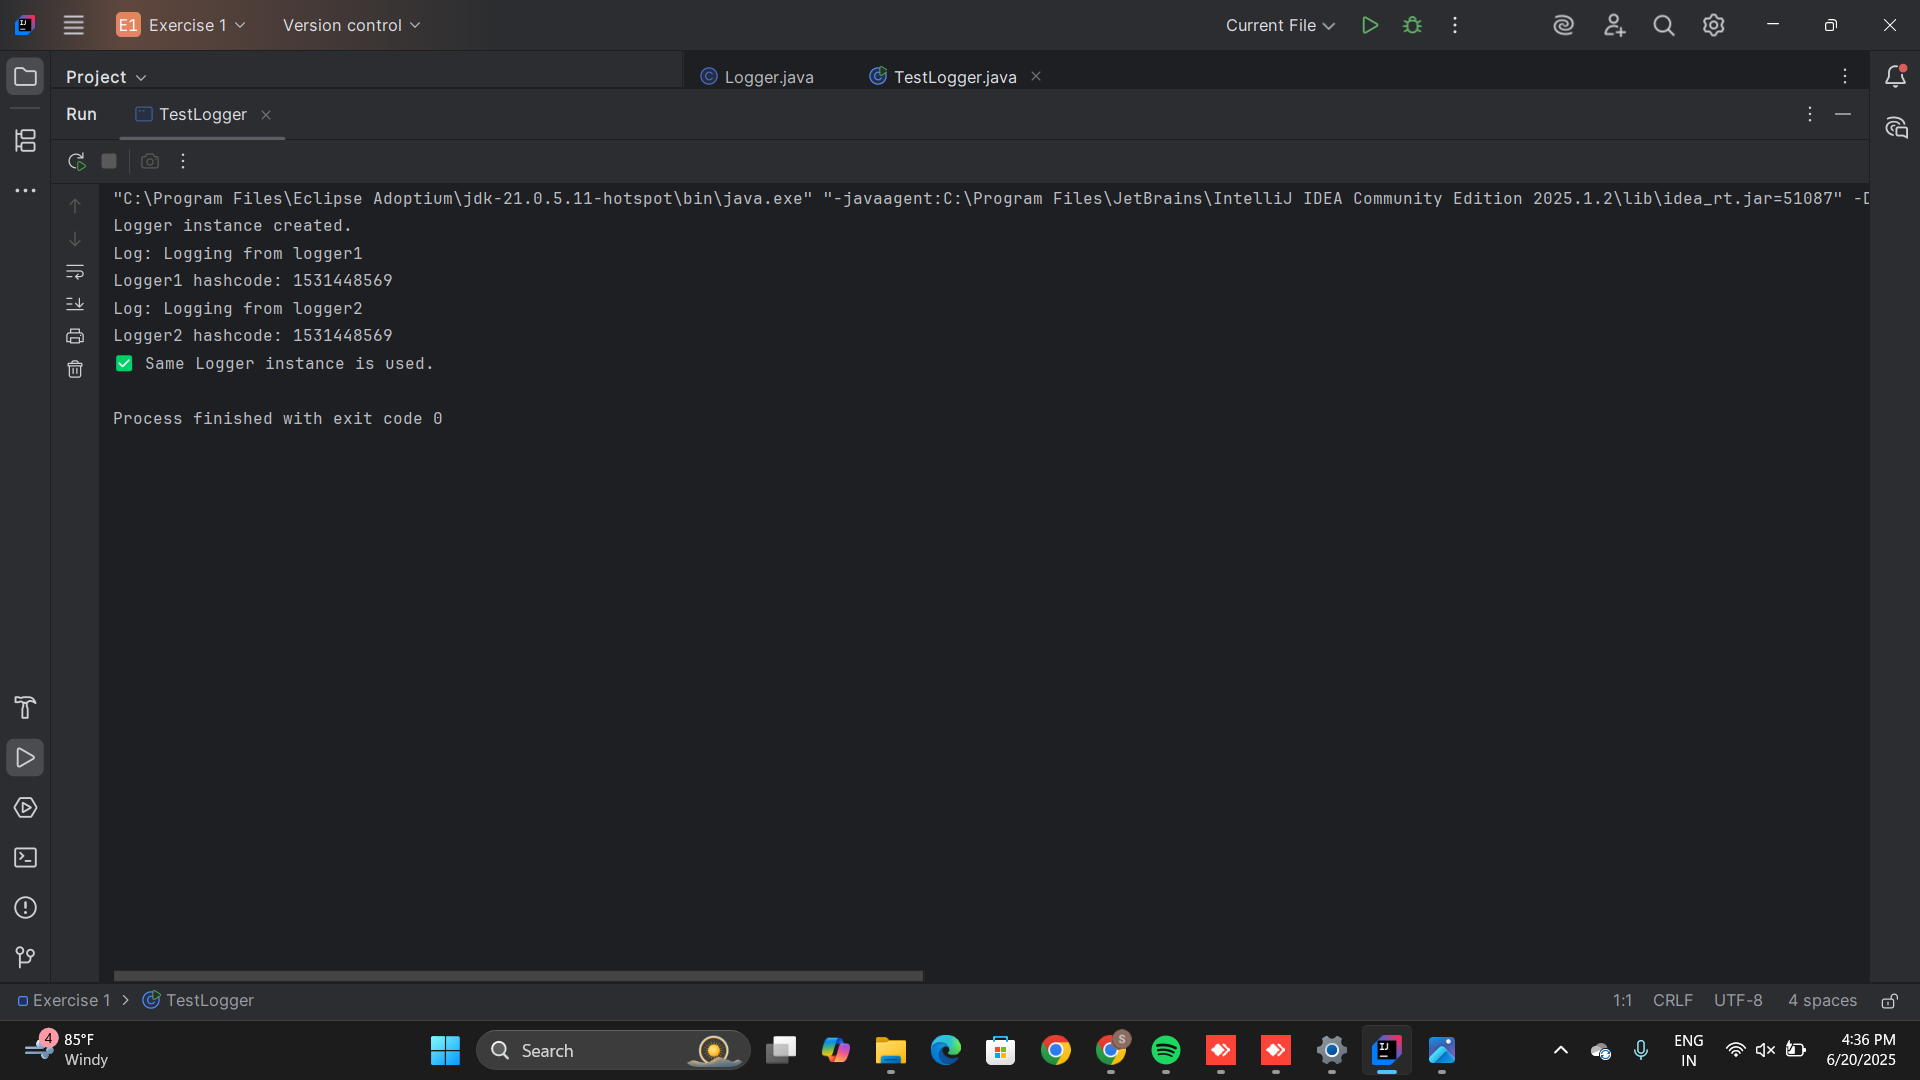 E1 Exercise 1 Version control Current File
Project Logger.java TestLogger.java
Run TestLogger
"C:\Program Files\Eclipse Adoptium\jdk-21.0.5.11-hotspot\bin\java.exe" "-javaagent:C:\Program Files\JetBrains\IntelliJ IDEA Community Edition 2025.1.2\lib\idea_rt.jar=51087" -D
Logger instance created.
Log: Logging from logger1
Logger1 hashcode: 1531448569
Log: Logging from logger2
Logger2 hashcode: 1531448569
✅ Same Logger instance is used.
Process finished with exit code 0
Exercise 1 > TestLogger 1:1 CRLF UTF-8 4 spaces
4 85°F
Windy
Search
S
ENG
IN
4:36 PM
6/20/2025